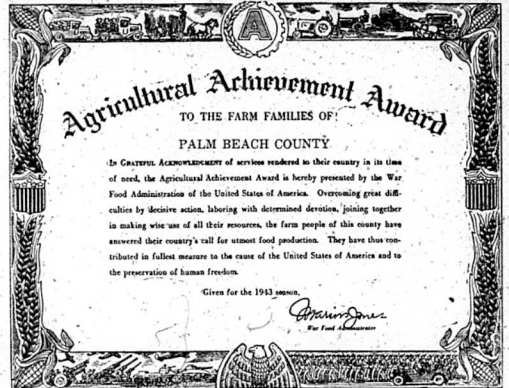 A
Agricultural Achievement Award
TO THE FARM FAMILIES OF!
PALM BEACH COUNTY
IN GRATEFUL ACKNOWLEDGMENT of services rendered to their country in its time
of need, the Agricultural Achievement Award is hereby presented by the War
Food Administration of the United States of America. Overcoming great diffi-
culties by decisive action, laboring with determined devotion, joining together
in making wise use of all their resources, the farm people of this county have
answered their country's call for utmost food production. They have thus con-
tributed in fullest measure to the cause of the United States of America and to
the preservation of human freedom.
Given for the 1943 season,
Marvin Jones
War Food Administrator